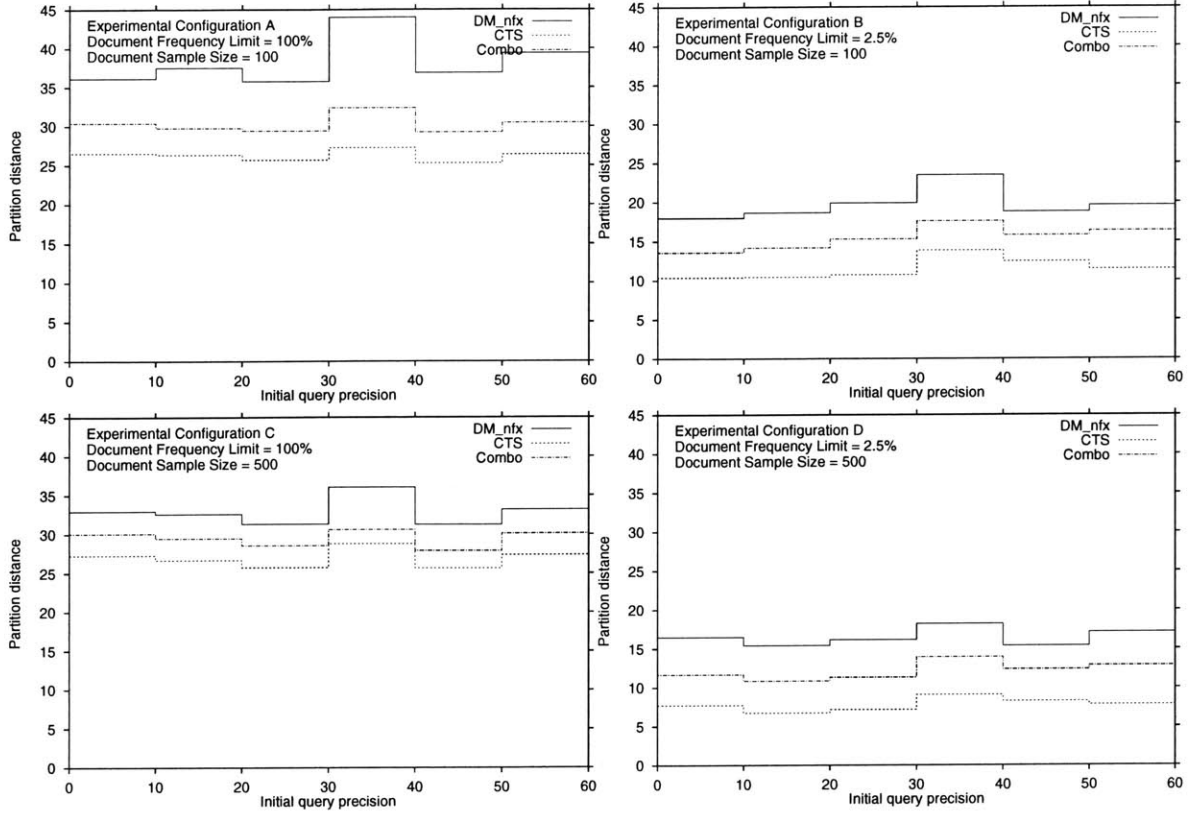 Experimental Configuration A
Document Frequency Limit = 100%
Document Sample Size = 100
DM_nfx
CTS
Combo
Partition distance
45
40
35
30
25
20
15
10
5
0
0 10 20 30 40 50 60
Initial query precision
Experimental Configuration B
Document Frequency Limit = 2.5%
Document Sample Size = 100
DM_nfx
CTS
Combo
Partition distance
45
40
35
30
25
20
15
10
5
0
0 10 20 30 40 50 60
Initial query precision
Experimental Configuration C
Document Frequency Limit = 100%
Document Sample Size = 500
DM_nfx
CTS
Combo
Partition distance
45
40
35
30
25
20
15
10
5
0
0 10 20 30 40 50 60
Initial query precision
Experimental Configuration D
Document Frequency Limit = 2.5%
Document Sample Size = 500
DM_nfx
CTS
Combo
Partition distance
45
40
35
30
25
20
15
10
5
0
0 10 20 30 40 50 60
Initial query precision